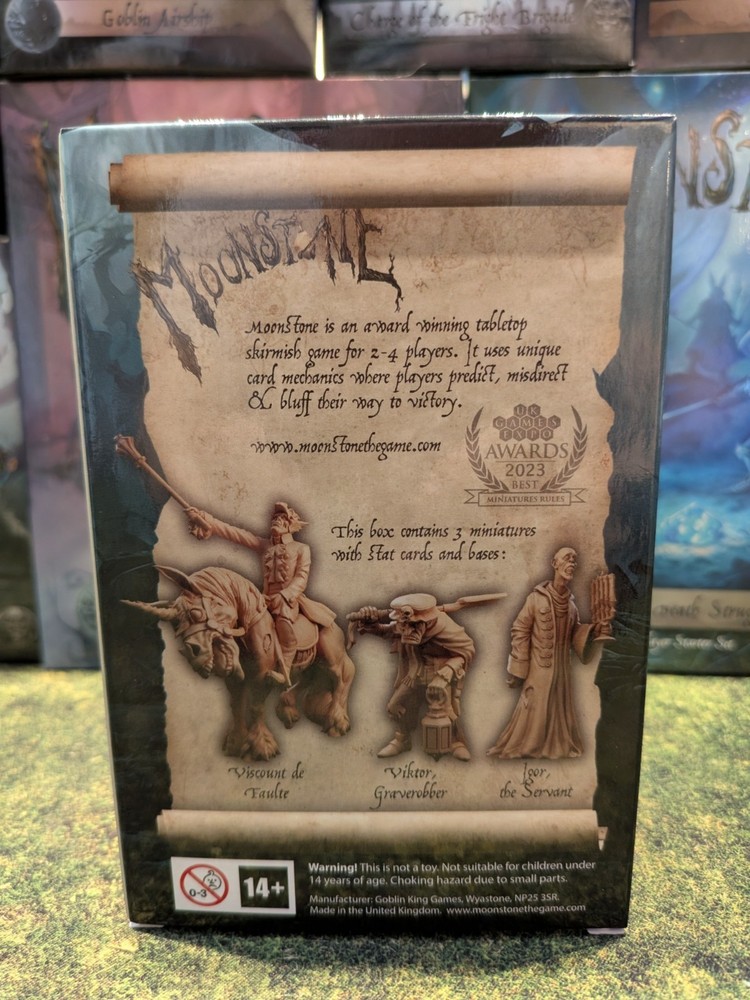 Goblin Airship
Charge of the Fright Brigade
MOONSTONE
Moonstone is an award winning tabletop
skirmish game for 2-4 players. It uses unique
card mechanics where players predict, misdirect
& bluff their way to victory.
www.moonstonethegame.com
UK
GAMES
EXPO
AWARDS
2023
BEST
MINIATURES RULES
This box contains 3 miniatures
with stat cards and bases:
Viscount de
Faulte
Viktor,
Graverobber
Igor,
the Servant
0-3
14+
Warning! This is not a toy. Not suitable for children under
14 years of age. Choking hazard due to small parts.
Manufacturer: Goblin King Games, Wyastone, NP25 3SR.
Made in the United Kingdom. www.moonstonethegame.com
Starter Set